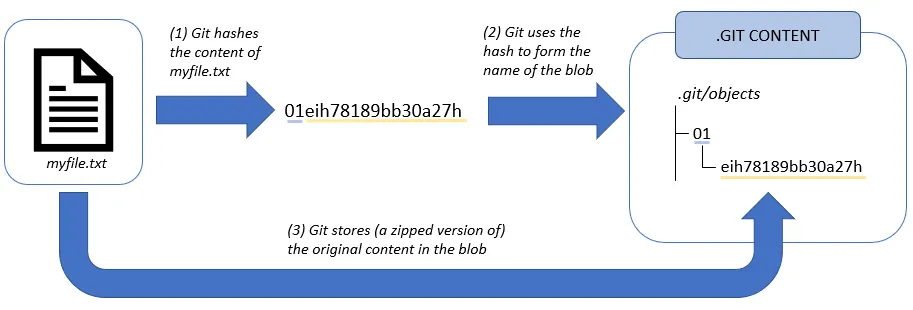 (1) Git hashes
the content of
myfile.txt
(2) Git uses the
hash to form the
name of the blob
.GIT CONTENT
myfile.txt
01eih78189bb30a27h
.git/objects
01
eih78189bb30a27h
(3) Git stores (a zipped version of)
the original content in the blob